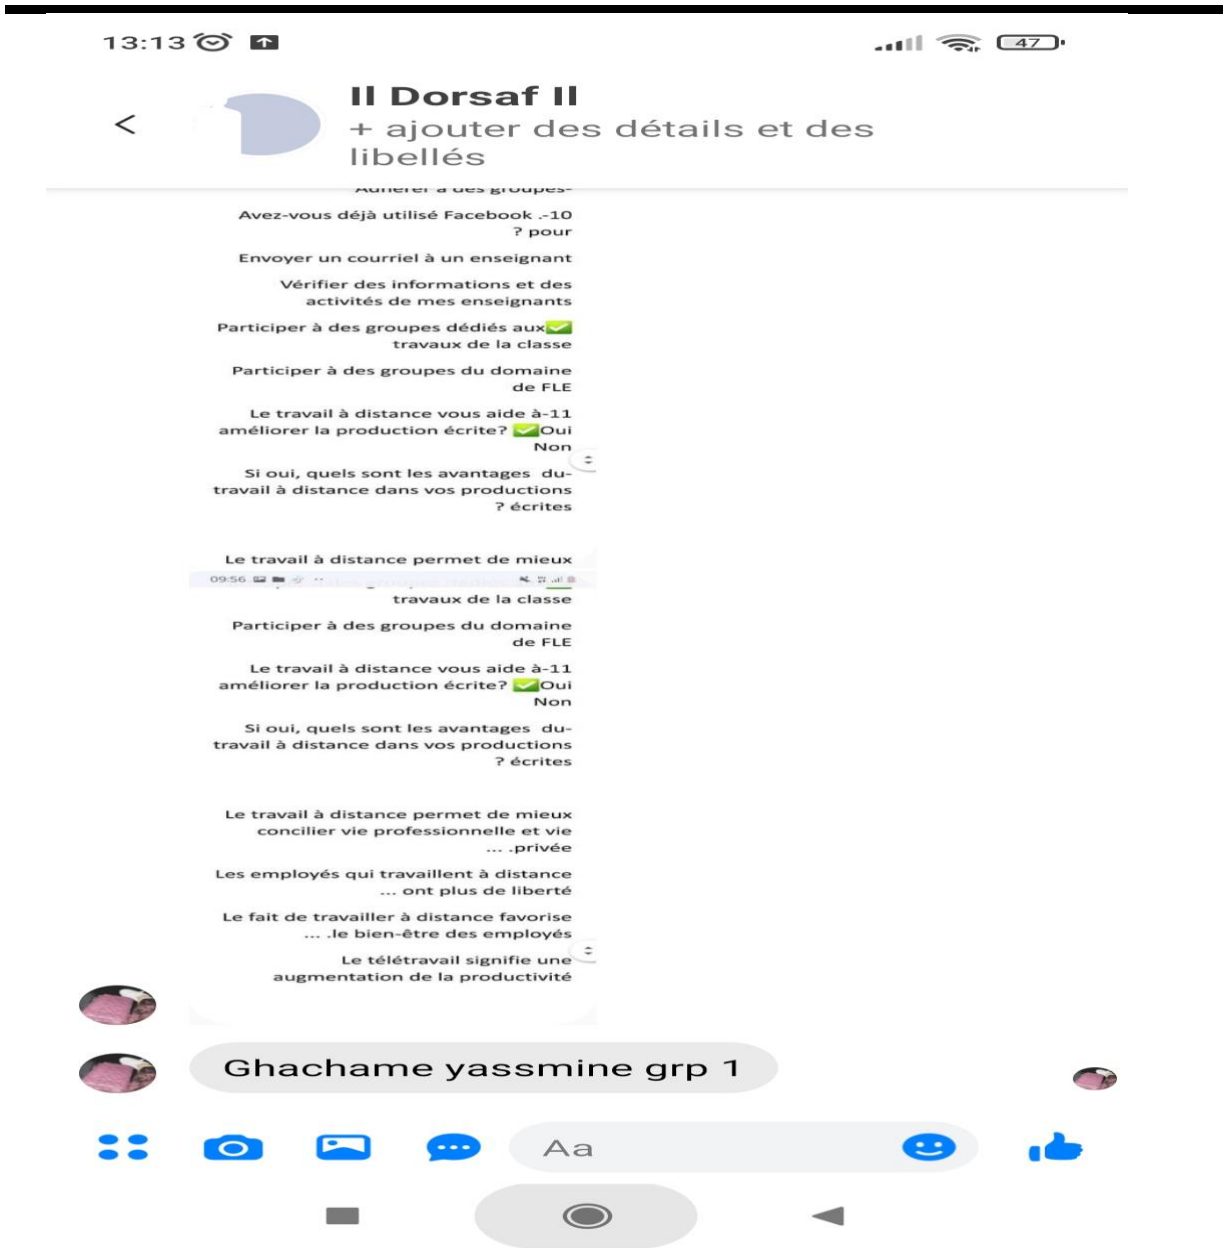 13:13
47
Il Dorsaf Il
+ ajouter des détails et des
libellés
Adhérer à des groupes-
Avez-vous déjà utilisé Facebook .-10
? pour
Envoyer un courriel à un enseignant
Vérifier des informations et des
activités de mes enseignants
Participer à des groupes dédiés aux✅
travaux de la classe
Participer à des groupes du domaine
de FLE
Le travail à distance vous aide à-11
améliorer la production écrite? ✅Oui
Non
Si oui, quels sont les avantages du-
travail à distance dans vos productions
? écrites
Le travail à distance permet de mieux
09:56
travaux de la classe
Participer à des groupes du domaine
de FLE
Le travail à distance vous aide à-11
améliorer la production écrite? ✅Oui
Non
Si oui, quels sont les avantages du-
travail à distance dans vos productions
? écrites
Le travail à distance permet de mieux
concilier vie professionnelle et vie
... .privée
Les employés qui travaillent à distance
... ont plus de liberté
Le fait de travailler à distance favorise
... .le bien-être des employés
Le télétravail signifie une
augmentation de la productivité
Ghachame yassmine grp 1
Aa